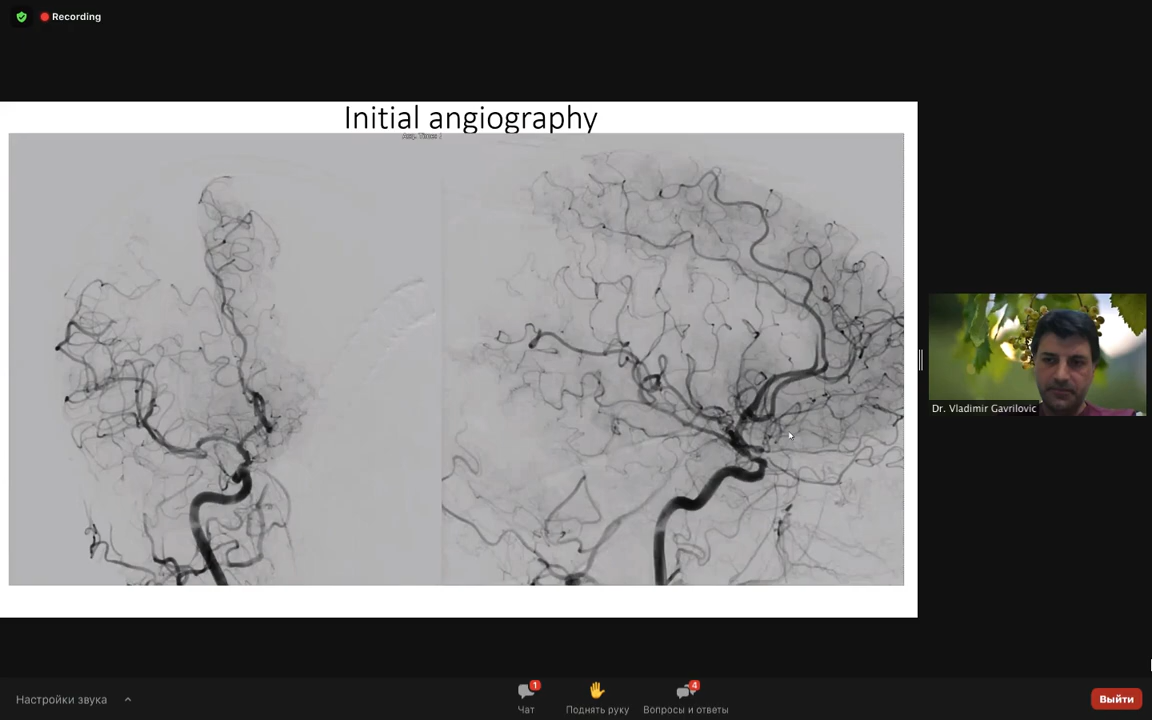 Recording
Initial angiography
Dr. Vladimir Gavrilovic
Настройки звука
1
Чат
Поднять руку
4
Вопросы и ответы
Выйти